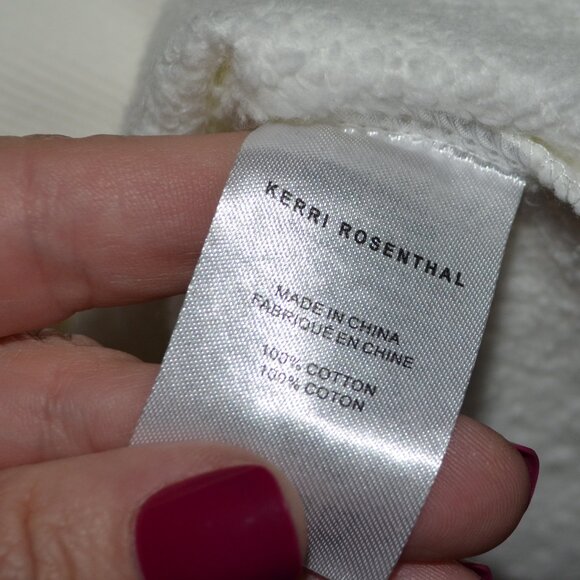 KERRI ROSENTHAL
MADE IN CHINA
FABRIQUÉ EN CHINE
100% COTTON
100% COTON